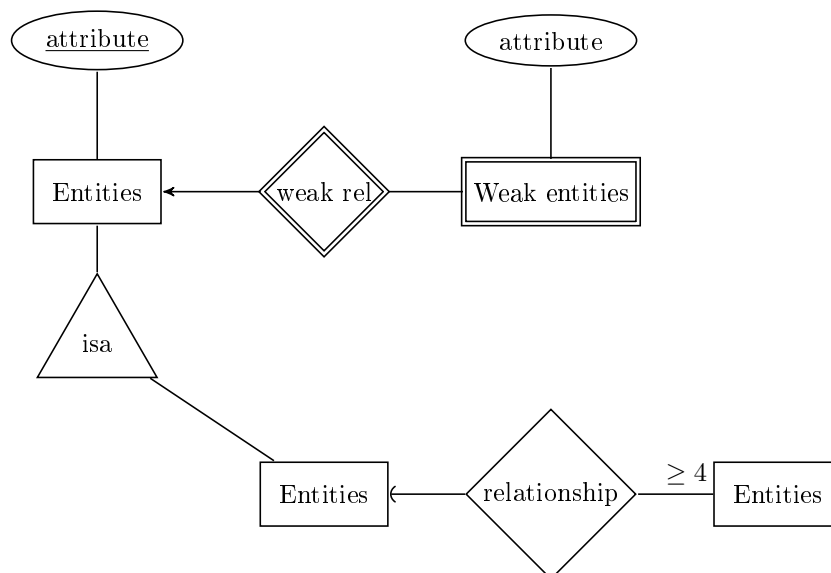 attribute
attribute
Entities
weak rel
Weak entities
isa
Entities
relationship
≥ 4
Entities